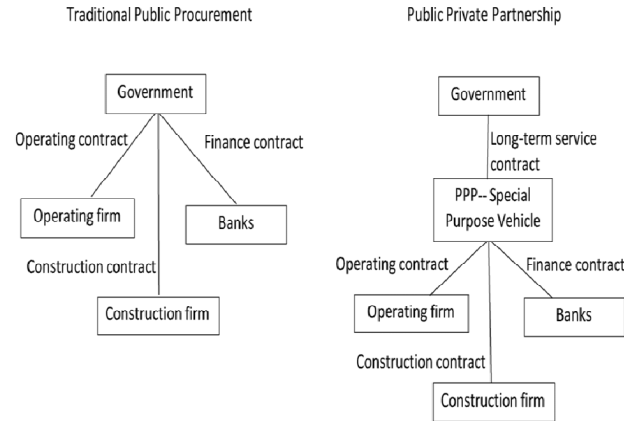 Traditional Public Procurement
Government
Operating contract
Finance contract
Operating firm
Banks
Construction contract
Construction firm
Public Private Partnership
Government
Long-term service
contract
PPP-- Special
Purpose Vehicle
Operating contract
Finance contract
Operating firm
Banks
Construction contract
Construction firm